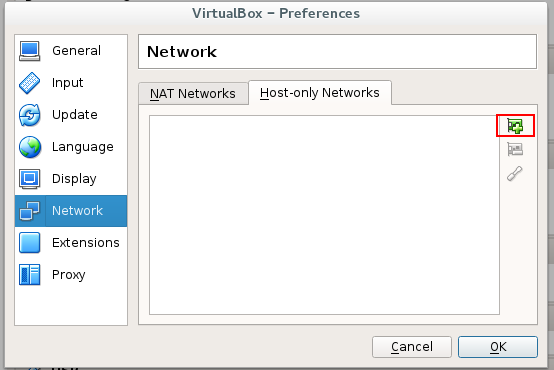 VirtualBox – Preferences
General
Input
Update
Language
Display
Network
Extensions
Proxy
Network
NAT Networks
Host-only Networks
Cancel
OK